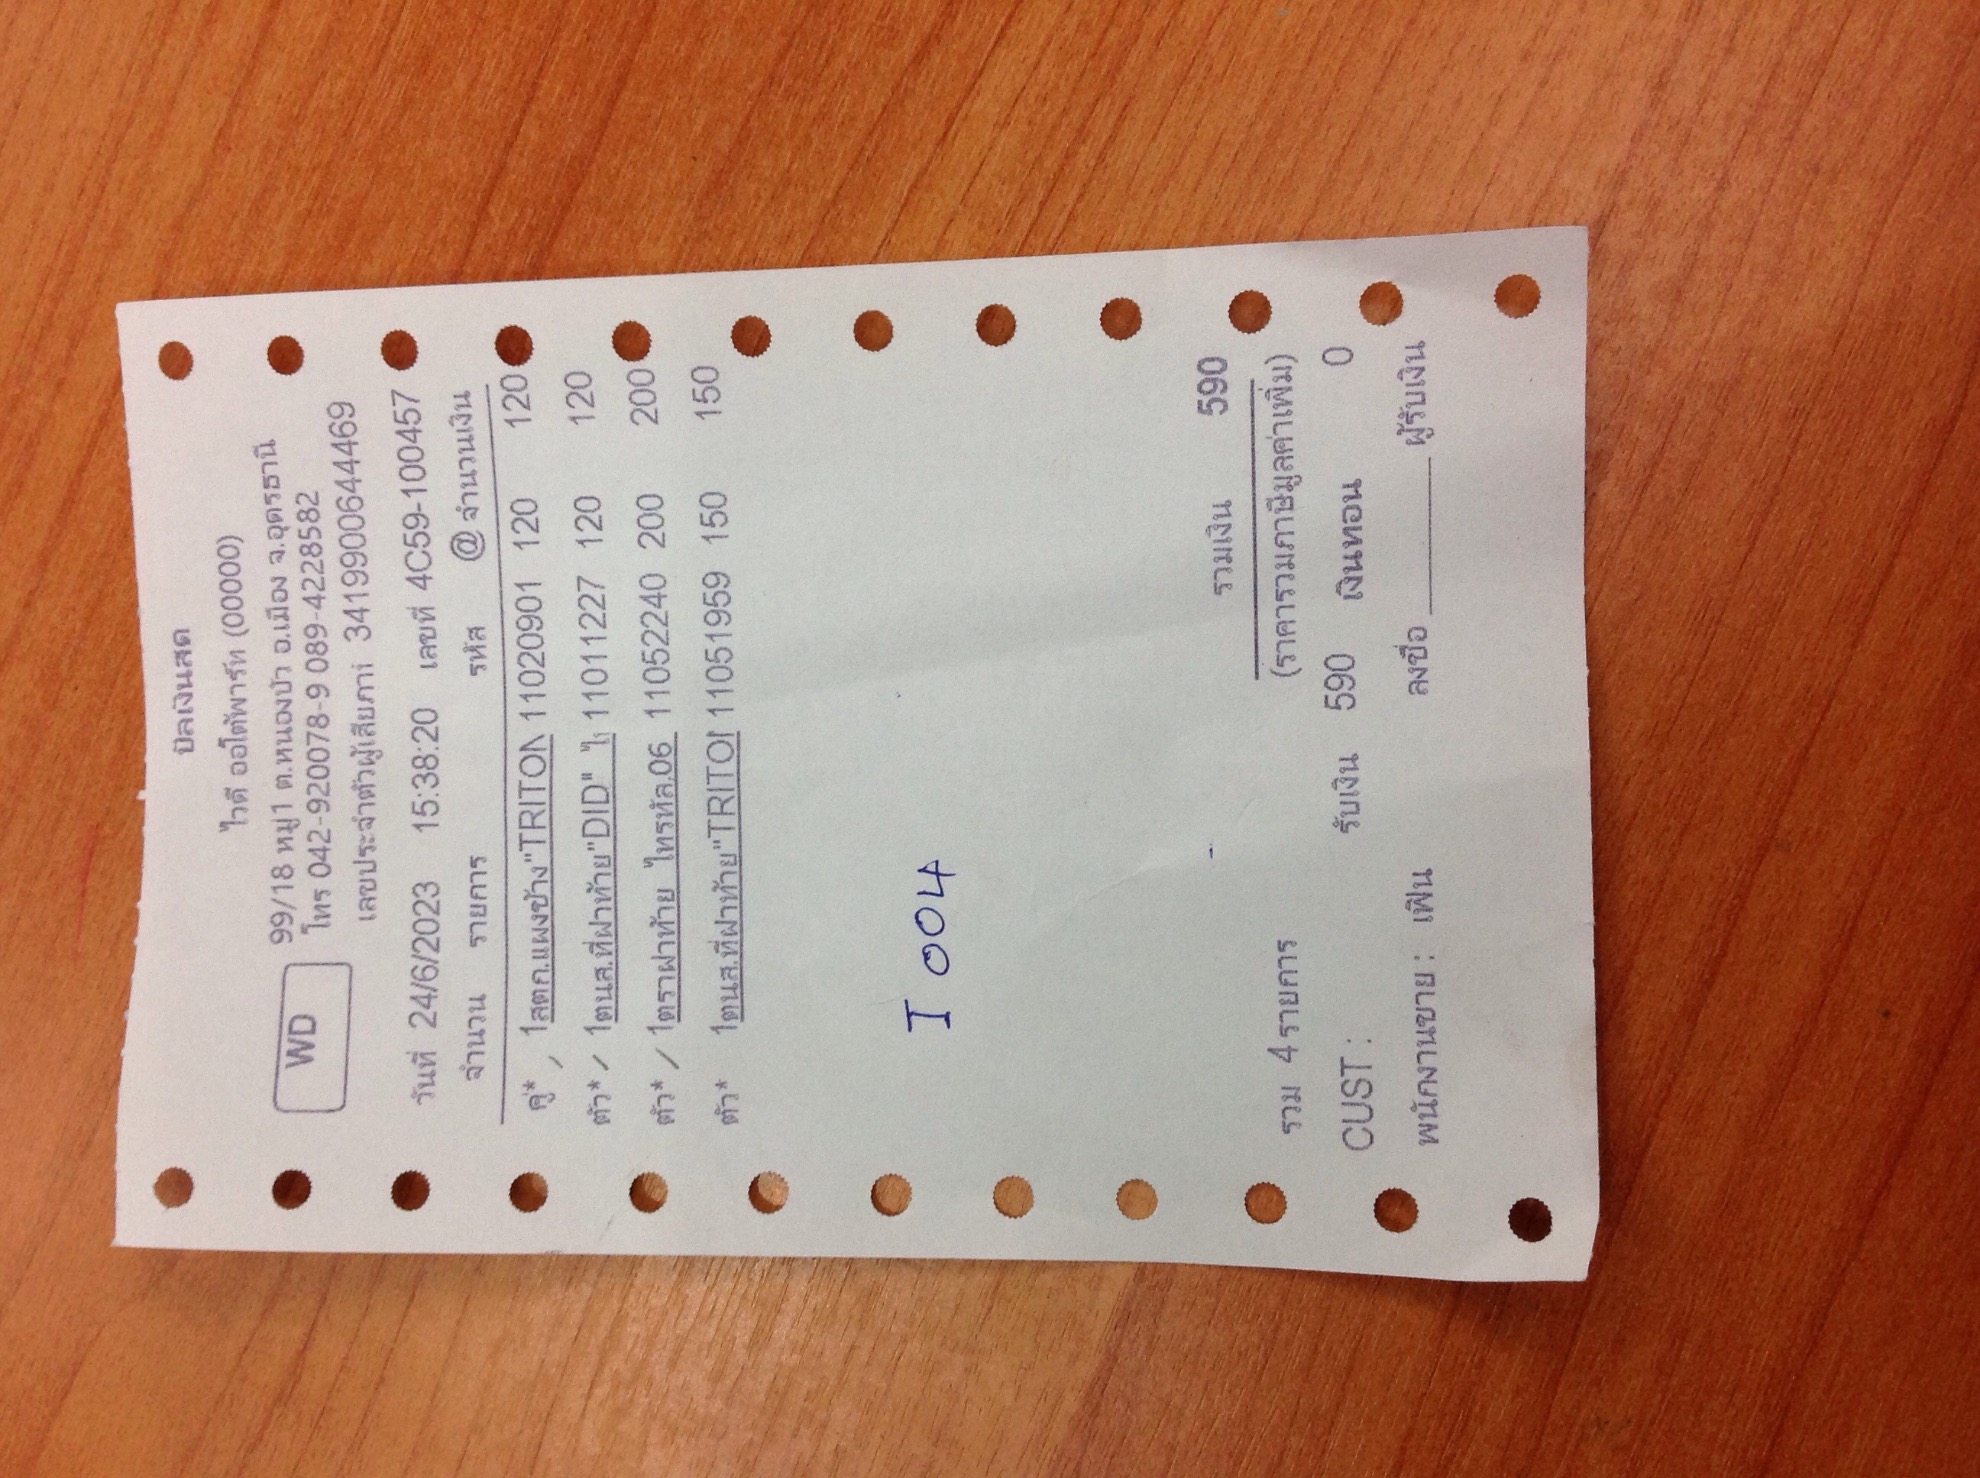 บิลเงินสด
ไวดี ออโต้พาร์ท (00000)
WD 99/18 หมู่1 ต.หนองบัว อ.เมือง จ.อุดรธานี
โทร 042-920078-9 089-4228582
เลขประจำตัวผู้เสียภาษี 3419900644469
วันที่ 24/6/2023 15:38:20 เลขที่ 4C59-100457
จำนวน รายการ รหัส @ จำนวนเงิน
คู่* 1 สตก.แผงข้าง"TRITON 11020901 120 120
ตัว* 1 ตนส.ที่ฝาท้าย"DID" ไ 11011227 120 120
ตัว* 1 ตราฝาท้าย ไทรทัล.06 11052240 200 200
ตัว* 1 ตนส.ที่ฝาท้าย"TRITON 11051959 150 150
T 004
รวมเงิน 590
รวม 4 รายการ (ราคารวมภาษีมูลค่าเพิ่ม)
CUST : รับเงิน 590 เงินทอน 0
พนักงานขาย : เฟิน ลงชื่อ ผู้รับเงิน